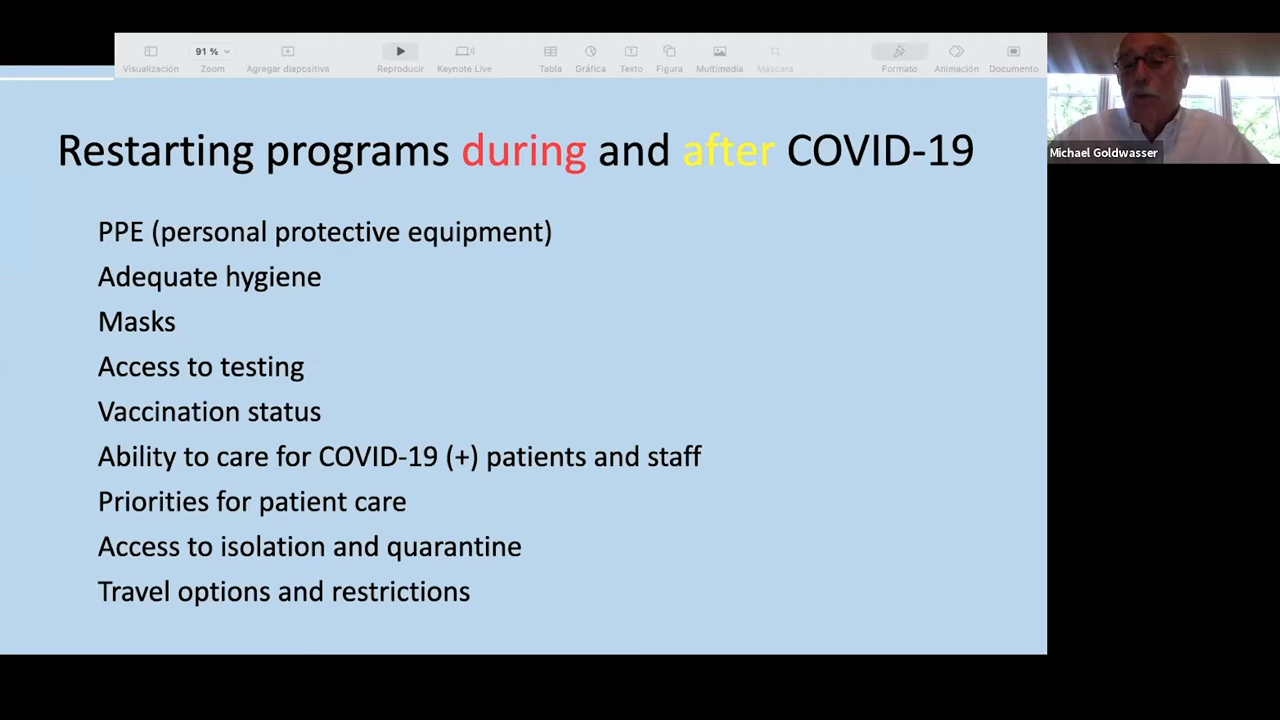 91 %
Visualización
Zoom
Agregar diapositiva
Reproducir
Keynote Live
Tabla
Gráfica
Texto
Figura
Multimedia
Máscara
Formato
Animación
Documento
Michael Goldwasser
Restarting programs during and after COVID-19
PPE (personal protective equipment)
Adequate hygiene
Masks
Access to testing
Vaccination status
Ability to care for COVID-19 (+) patients and staff
Priorities for patient care
Access to isolation and quarantine
Travel options and restrictions